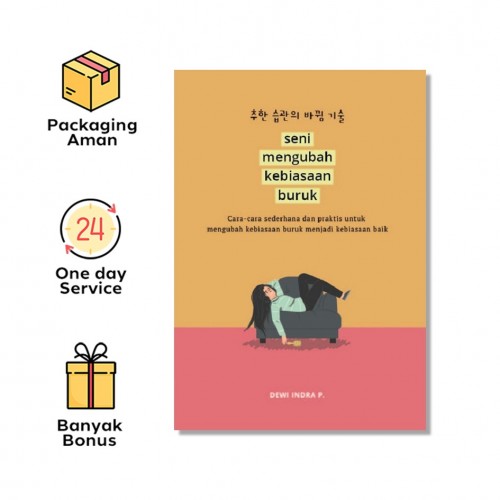 Packaging
Aman
24
One day
Service
Banyak
Bonus
추한 습관의 바뀜 기술
seni
mengubah
kebiasaan
buruk
Cara-cara sederhana dan praktis untuk
mengubah kebiasaan buruk menjadi kebiasaan baik
DEWI INDRA P.